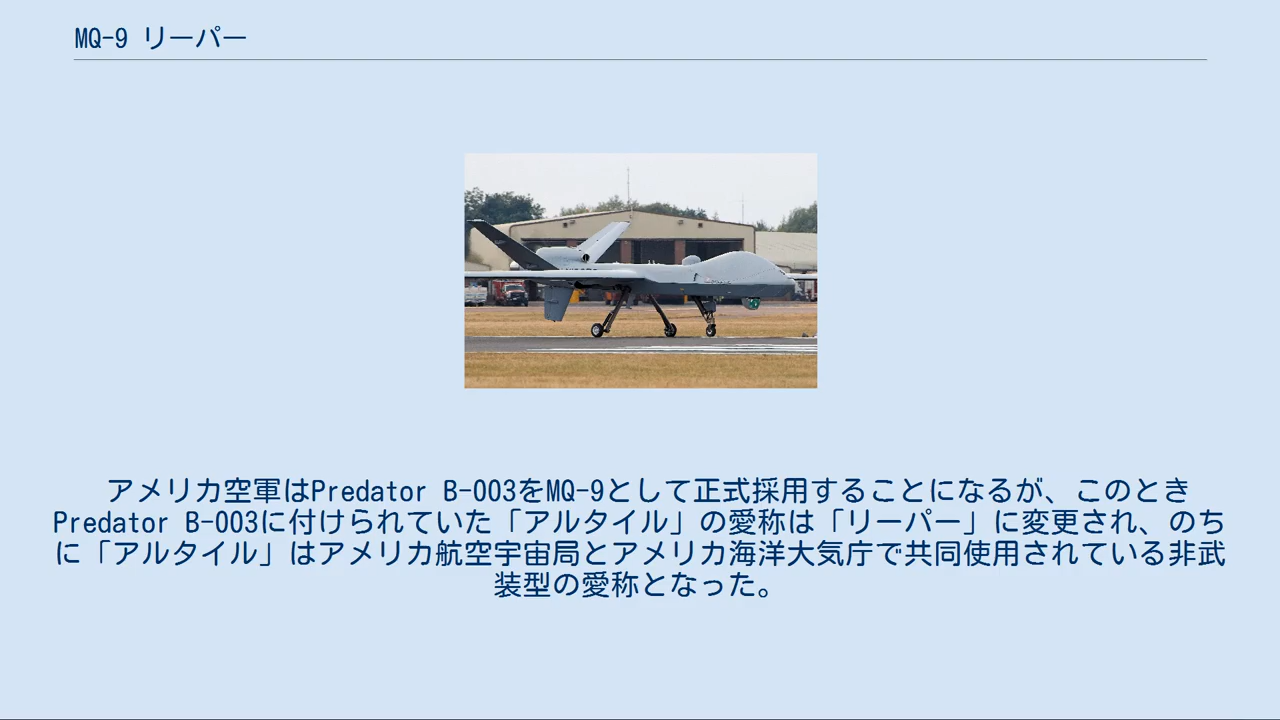 MQ-9 リーパー
アメリカ空軍はPredator B-003をMQ-9として正式採用することになるが、このとき
Predator B-003に付けられていた「アルタイル」の愛称は「リーパー」に変更され、のち
に「アルタイル」はアメリカ航空宇宙局とアメリカ海洋大気庁で共同使用されている非武
装型の愛称となった。